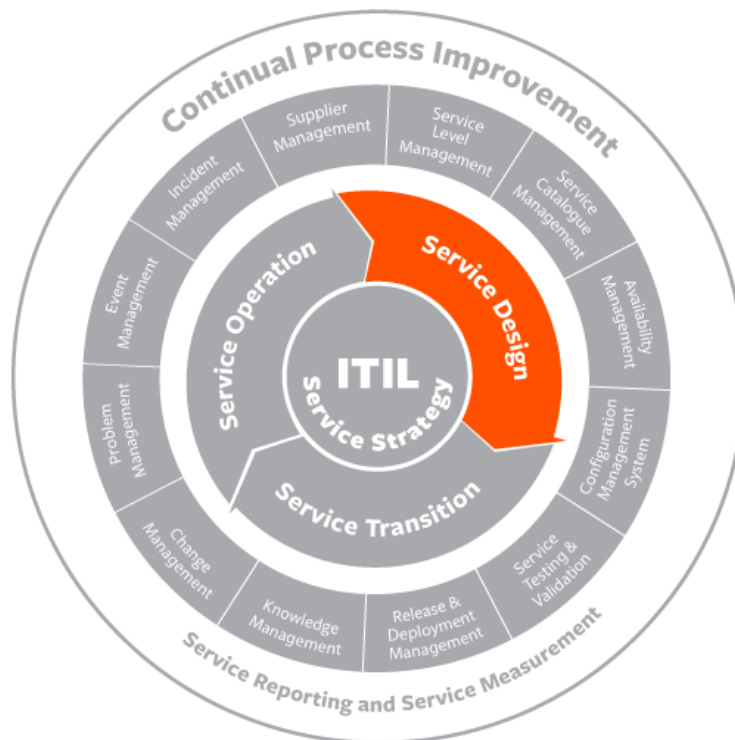 Continual Process Improvement
Supplier
Management
Service
Level
Management
Service
Catalogue
Management
Availability
Management
Configuration
Management
System
Service
Testing &
Validation
Release &
Deployment
Management
Knowledge
Management
Change
Management
Problem
Management
Event
Management
Incident
Management
Service Operation
Service Design
Service Transition
ITIL
Service Strategy
Service Reporting and Service Measurement